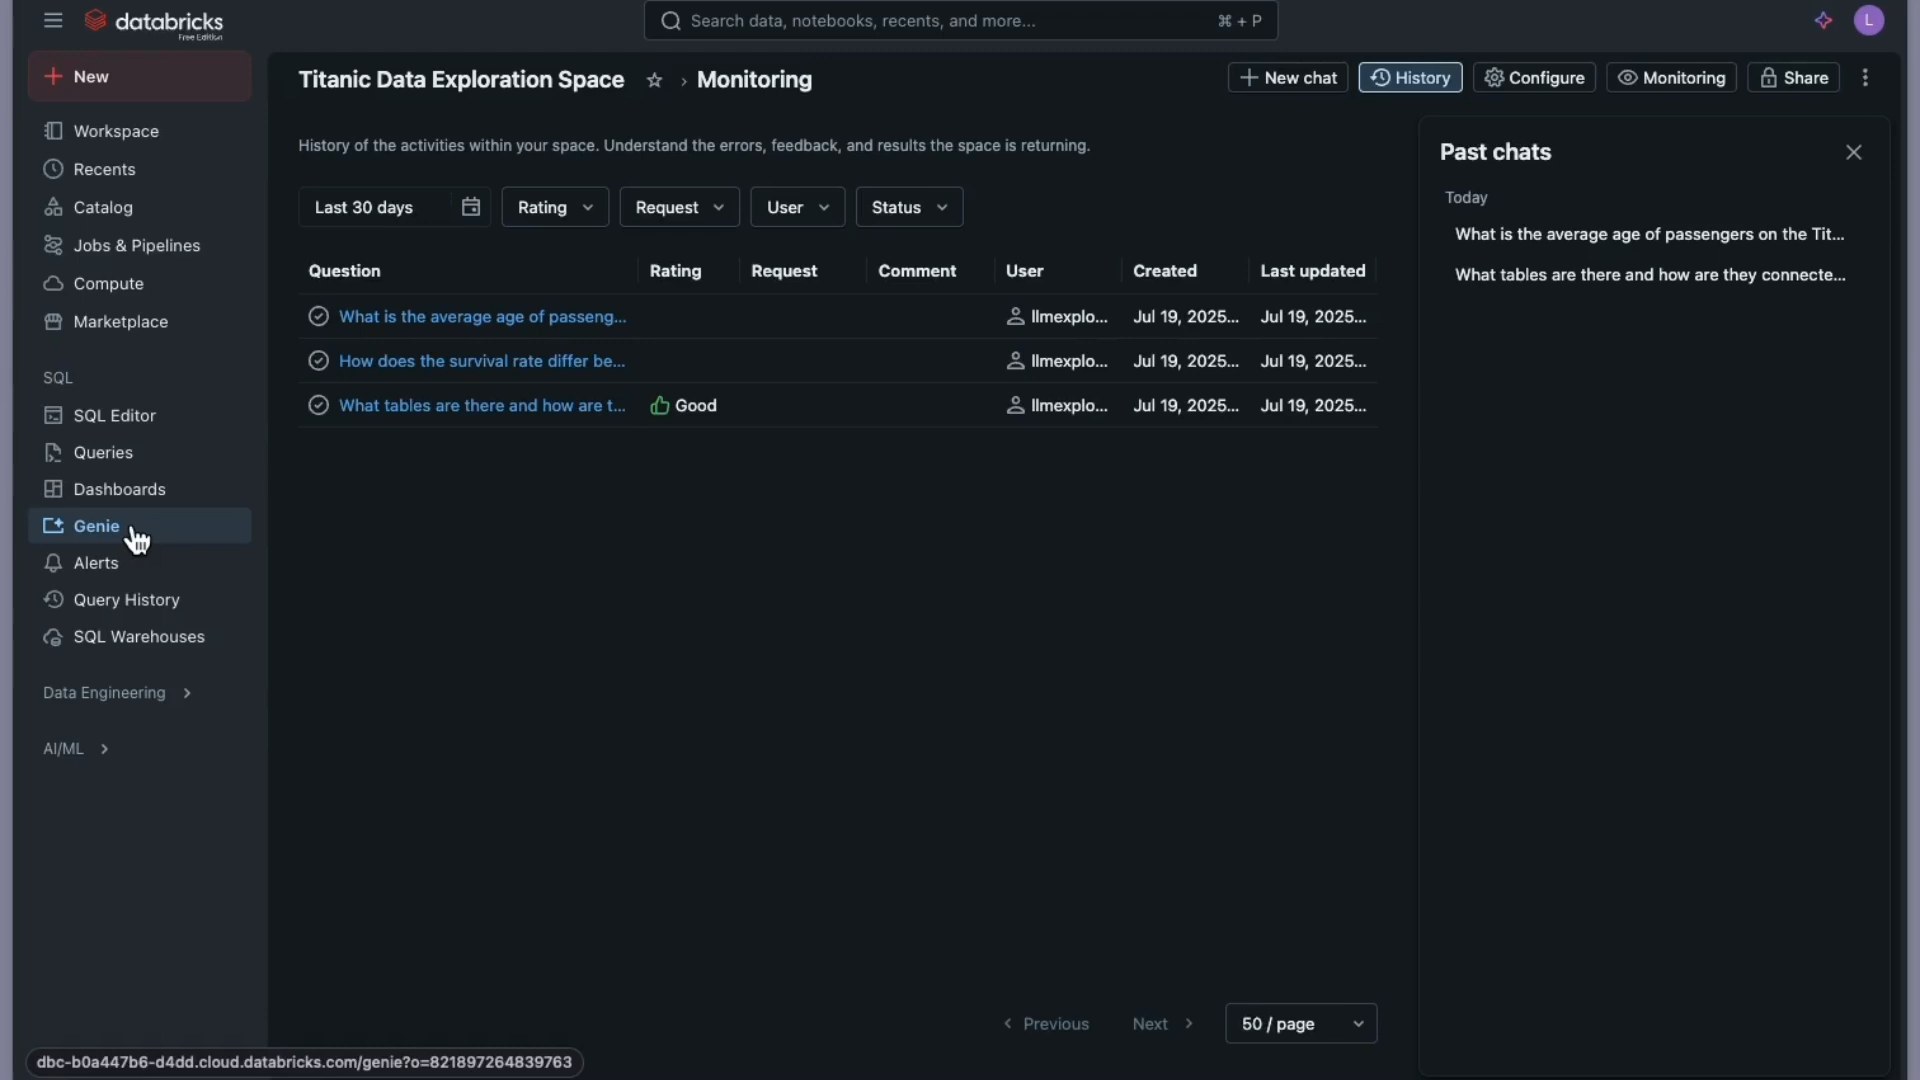 databricks
Free Edition
Search data, notebooks, recents, and more...
⌘ + P
L
New
Workspace
Recents
Catalog
Jobs & Pipelines
Compute
Marketplace
SQL
SQL Editor
Queries
Dashboards
Genie
Alerts
Query History
SQL Warehouses
Data Engineering
AI/ML
Titanic Data Exploration Space › Monitoring
New chat
History
Configure
Monitoring
Share
History of the activities within your space. Understand the errors, feedback, and results the space is returning.
Last 30 days
Rating
Request
User
Status
Question Rating Request Comment User Created Last updated
What is the average age of passeng... llmexplo... Jul 19, 2025... Jul 19, 2025...
How does the survival rate differ be... llmexplo... Jul 19, 2025... Jul 19, 2025...
What tables are there and how are t... Good llmexplo... Jul 19, 2025... Jul 19, 2025...
Previous
Next
50 / page
Past chats
Today
What is the average age of passengers on the Tit...
What tables are there and how are they connecte...
dbc-b0a447b6-d4dd.cloud.databricks.com/genie?o=821897264839763